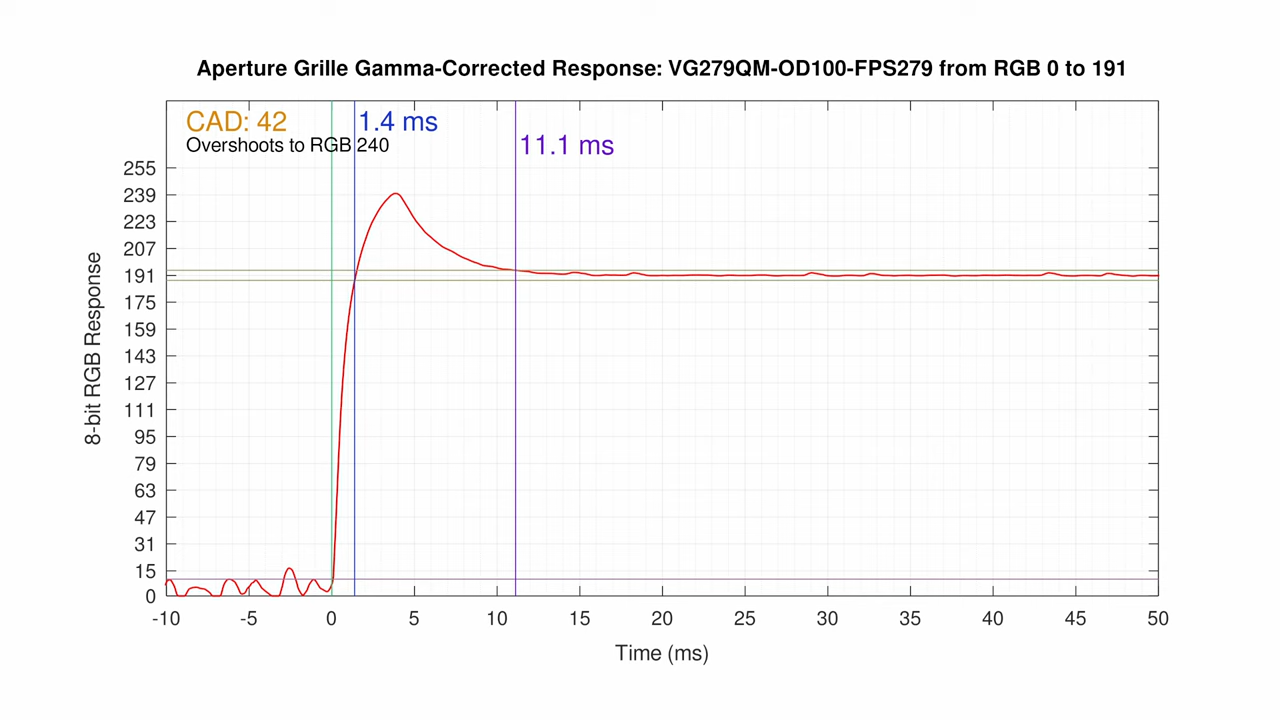 Aperture Grille Gamma-Corrected Response: VG279QM-OD100-FPS279 from RGB 0 to 191
CAD: 42
1.4 ms
Overshoots to RGB 240
11.1 ms
255
239
223
207
191
175
159
143
127
111
95
79
63
47
31
15
0
8-bit RGB Response
-10 -5 0 5 10 15 20 25 30 35 40 45 50
Time (ms)